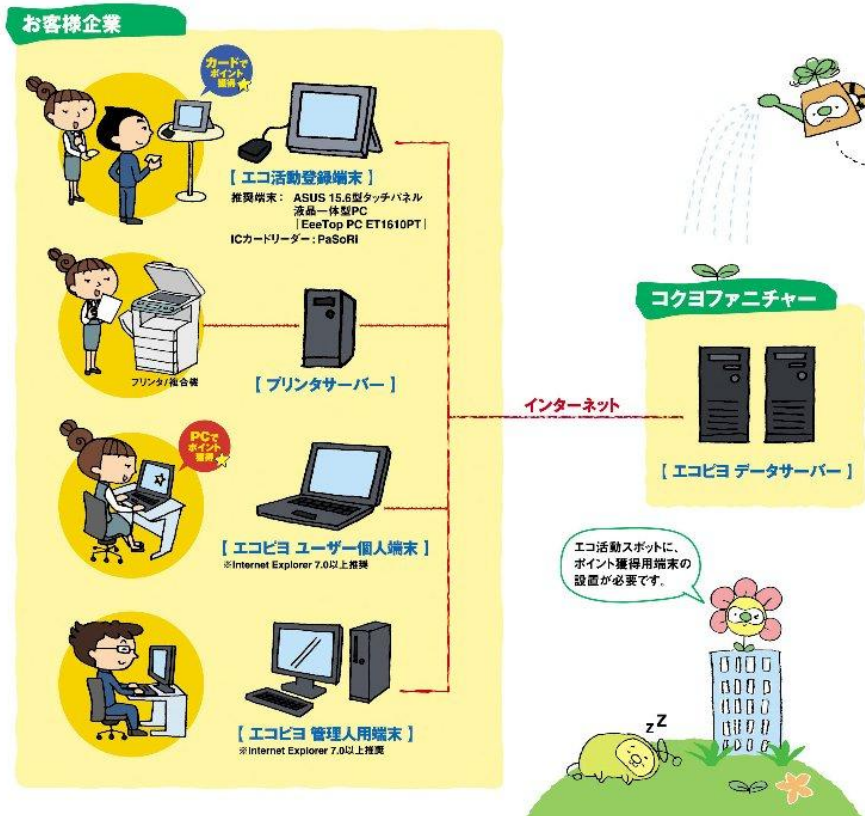 お客様企業
カードで
ポイント
獲得
【 エコ活動登録端末 】
推奨端末： ASUS 15.6型タッチパネル
液晶一体型PC
｜EeeTop PC ET1610PT｜
ICカードリーダー：PaSoRi
プリンタ/複合機
【 プリンタサーバー 】
PCで
ポイント
獲得
【 エコピヨ ユーザー個人端末 】
※Internet Explorer 7.0以上推奨
【 エコピヨ 管理人用端末 】
※Internet Explorer 7.0以上推奨
インターネット
コクヨファニチャー
【 エコピヨ データサーバー 】
エコ活動スポットに、
ポイント獲得用端末の
設置が必要です。
z Z